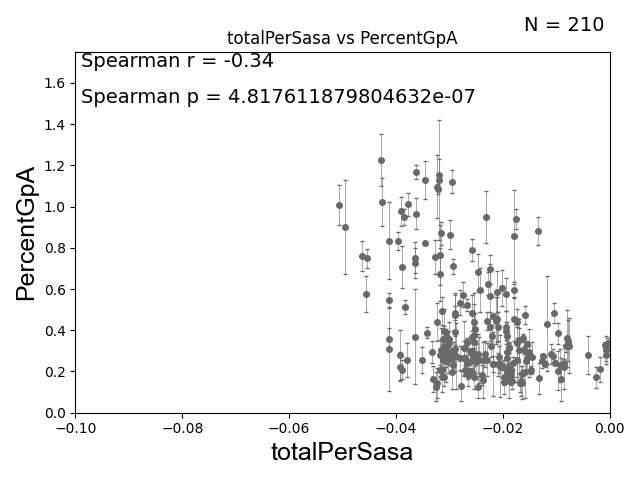 N = 210
totalPerSasa vs PercentGpA
Spearman r = -0.34
Spearman p = 4.817611879804632e-07
PercentGpA
1.6
1.4
1.2
1.0
0.8
0.6
0.4
0.2
0.0
−0.10 −0.08 −0.06 −0.04 −0.02 0.00
totalPerSasa